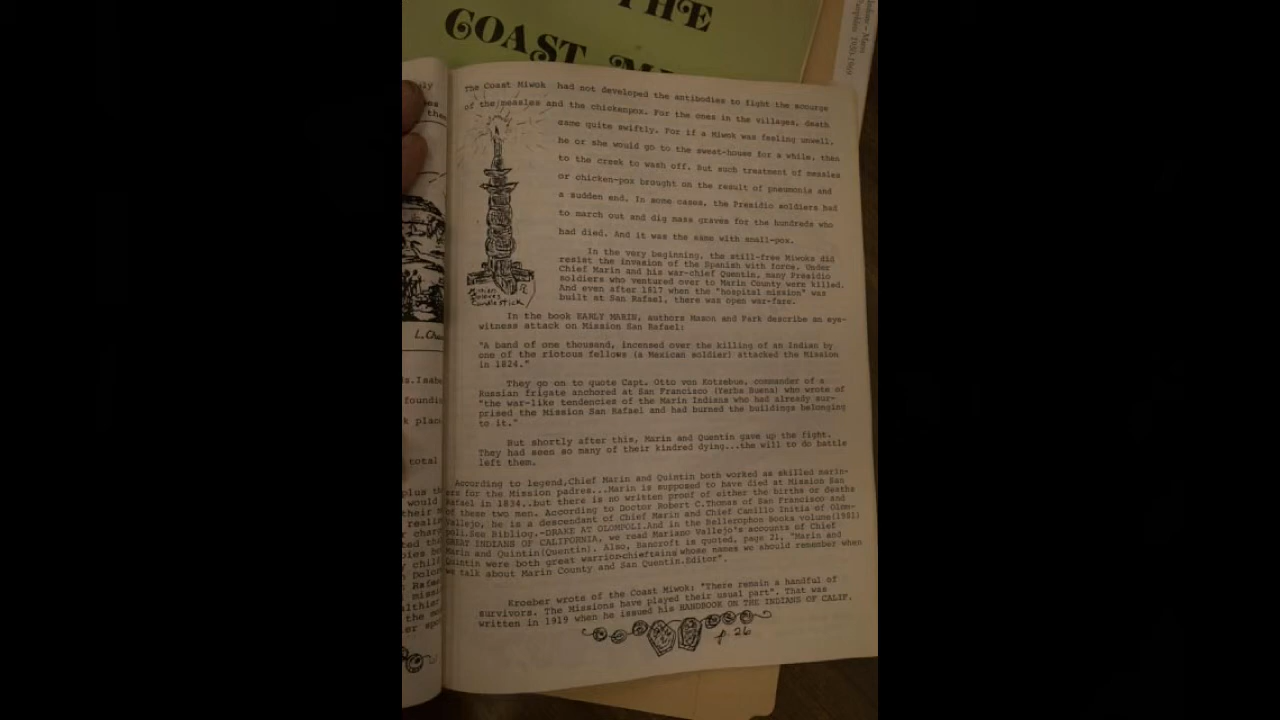 THE
COAST
The Coast Miwok had not developed the antibodies to fight the scourge
of the measles and the chickenpox. For the ones in the villages, death
came quite swiftly. For if a Miwok was feeling unwell,
he or she would go to the sweat-house for a while, then
to the creek to wash off. But such treatment of measles
or chicken-pox brought on the result of pneumonia and
a sudden end. In some cases, the Presidio soldiers had
to march out and dig mass graves for the hundreds who
had died. And it was the same with small-pox.
In the very beginning, the still-free Miwoks did
resist the invasion of the Spanish with force. Under
Chief Marin and his war-chief Quentin, many Presidio
soldiers who ventured over to Marin County were killed.
And even after 1817 when the "hospital mission" was
built at San Rafael, there was open war-fare.
Mission
Dolores
Candlestick
In the book EARLY MARIN, authors Mason and Park describe an eye-
witness attack on Mission San Rafael:
"A band of one thousand, incensed over the killing of an Indian by
one of the riotous fellows (a Mexican soldier) attacked the Mission
in 1824."
They go on to quote Capt. Otto von Kotzebue, commander of a
Russian frigate anchored at San Francisco (Yerba Buena) who wrote of
"the war-like tendencies of the Marin Indians who had already sur-
prised the Mission San Rafael and had burned the buildings belonging
to it."
But shortly after this, Marin and Quentin gave up the fight.
They had seen so many of their kindred dying...the will to do battle
left them.
According to legend,Chief Marin and Quintin both worked as skilled marin-
ers for the Mission padres...Marin is supposed to have died at Mission San
Rafael in 1834..but there is no written proof of either the births or deaths
of these two men. According to Doctor Robert C.Thomas of San Francisco and
Vallejo, he is a descendant of Chief Marin and Chief Camillo Initia of Olom-
poli.See Bibliog.-DRAKE AT OLOMPOLI.And in the Bellerophos Books volume(1981)
GREAT INDIANS OF CALIFORNIA, we read Mariano Vallejo's accounts of Chief
Marin and Quintin(Quentin). Also, Bancroft is quoted, page 21, "Marin and
Quintin were both great warrior-chieftains whose names we should remember when
we talk about Marin County and San Quentin.Editor".
Kroeber wrote of the Coast Miwok: "There remain a handful of
survivors. The Missions have played their usual part". That was
written in 1919 when he issued his HANDBOOK ON THE INDIANS OF CALIF.
p. 26